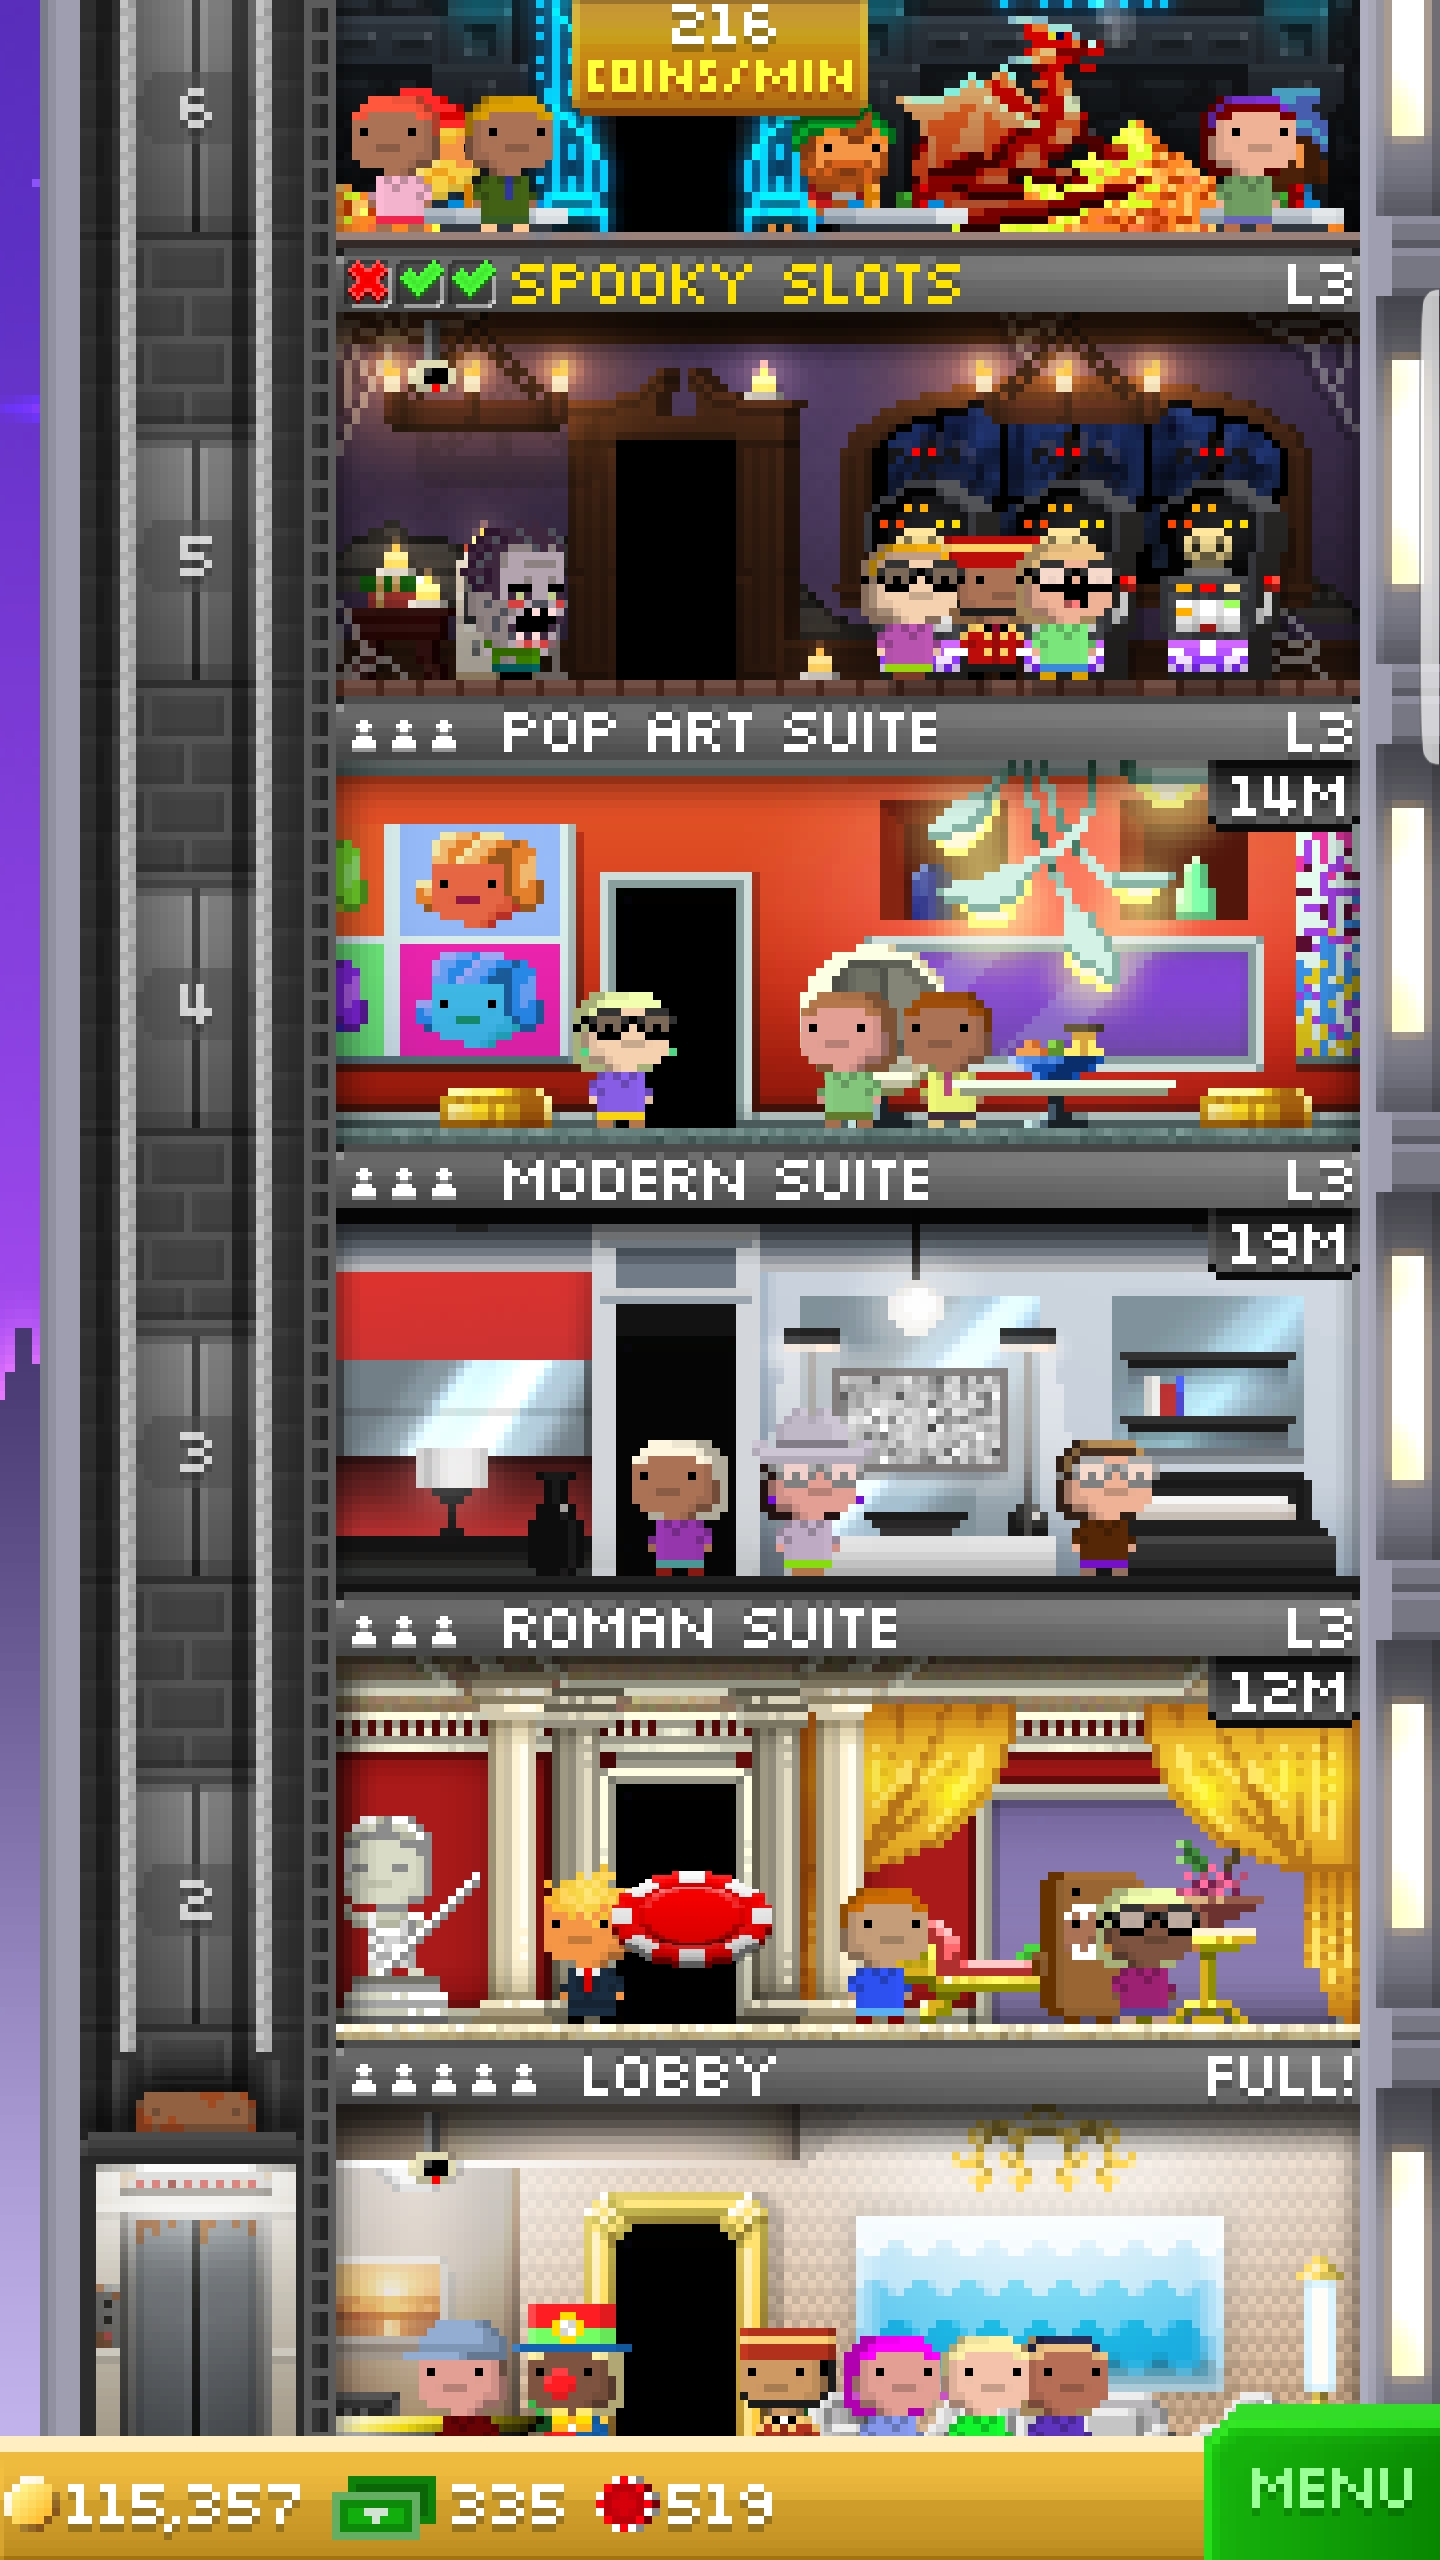 216
COINS/MIN
6
SPOOKY SLOTS L3
5
POP ART SUITE L3
14M
4
MODERN SUITE L3
19M
3
ROMAN SUITE L3
12M
2
LOBBY FULL!
115,357 335 519 MENU